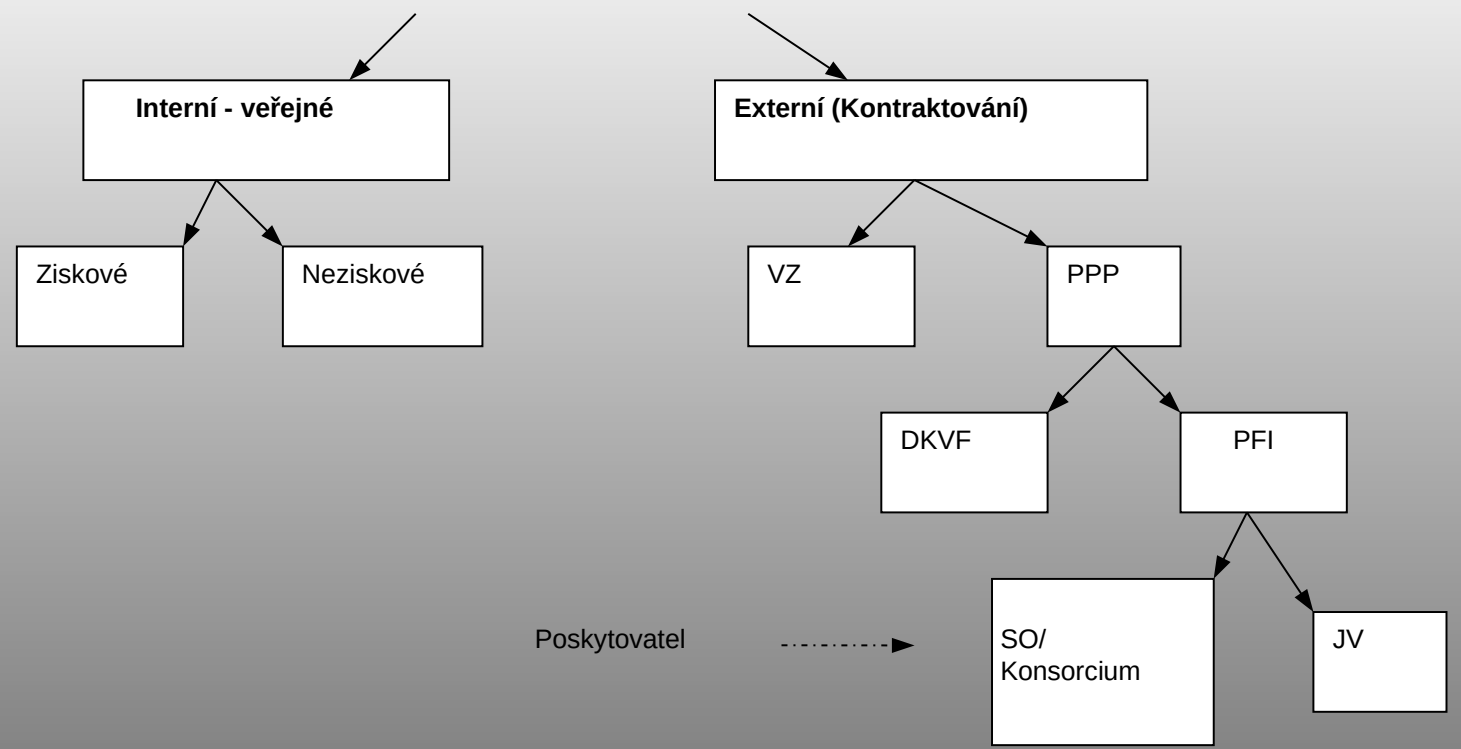 Interní - veřejné
Externí (Kontraktování)
Ziskové
Neziskové
VZ
PPP
DKVF
PFI
Poskytovatel
SO/
Konsorcium
JV